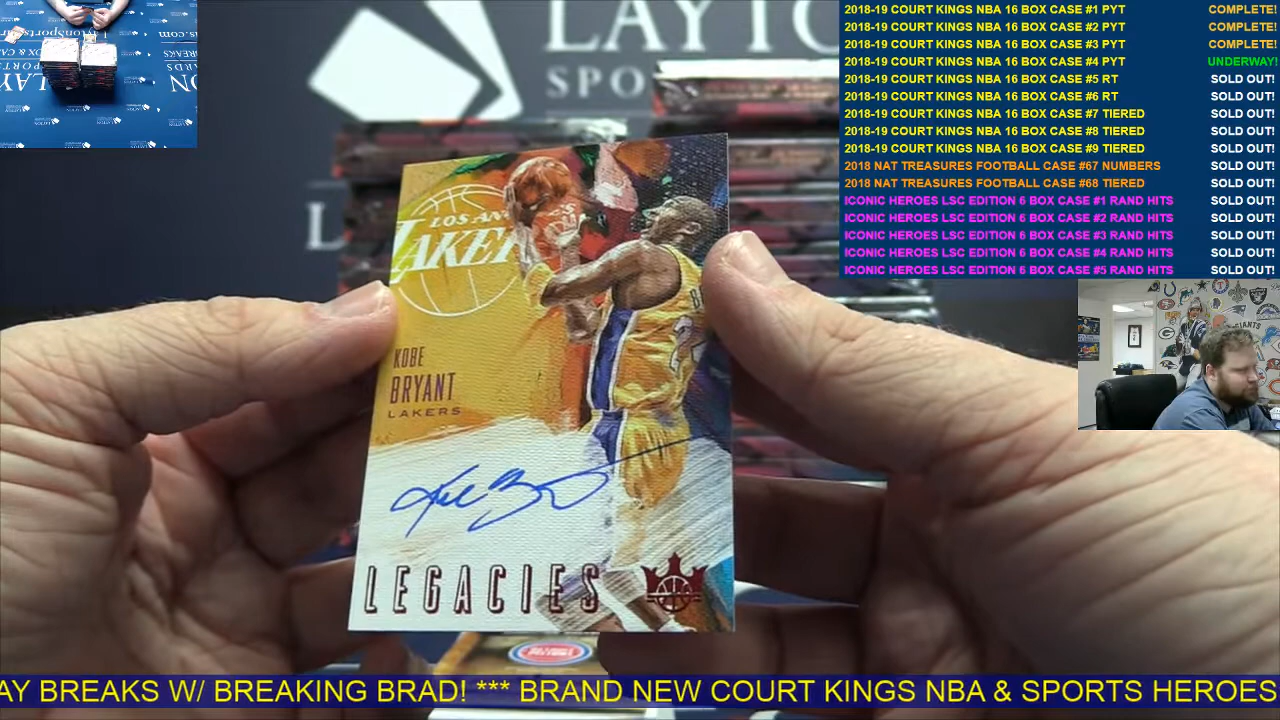 LAYTON
SPO
L
2018-19 COURT KINGS NBA 16 BOX CASE #1 PYT COMPLETE!
2018-19 COURT KINGS NBA 16 BOX CASE #2 PYT COMPLETE!
2018-19 COURT KINGS NBA 16 BOX CASE #3 PYT COMPLETE!
2018-19 COURT KINGS NBA 16 BOX CASE #4 PYT UNDERWAY!
2018-19 COURT KINGS NBA 16 BOX CASE #5 RT SOLD OUT!
2018-19 COURT KINGS NBA 16 BOX CASE #6 RT SOLD OUT!
2018-19 COURT KINGS NBA 16 BOX CASE #7 TIERED SOLD OUT!
2018-19 COURT KINGS NBA 16 BOX CASE #8 TIERED SOLD OUT!
2018-19 COURT KINGS NBA 16 BOX CASE #9 TIERED SOLD OUT!
2018 NAT TREASURES FOOTBALL CASE #67 NUMBERS SOLD OUT!
2018 NAT TREASURES FOOTBALL CASE #68 TIERED SOLD OUT!
ICONIC HEROES LSC EDITION 6 BOX CASE #1 RAND HITS SOLD OUT!
ICONIC HEROES LSC EDITION 6 BOX CASE #2 RAND HITS SOLD OUT!
ICONIC HEROES LSC EDITION 6 BOX CASE #3 RAND HITS SOLD OUT!
ICONIC HEROES LSC EDITION 6 BOX CASE #4 RAND HITS SOLD OUT!
ICONIC HEROES LSC EDITION 6 BOX CASE #5 RAND HITS SOLD OUT!
LOS AN
LAKER
KOBE
BRYANT
LAKERS
LEGACIES
AY BREAKS W/ BREAKING BRAD! *** BRAND NEW COURT KINGS NBA & SPORTS HEROES